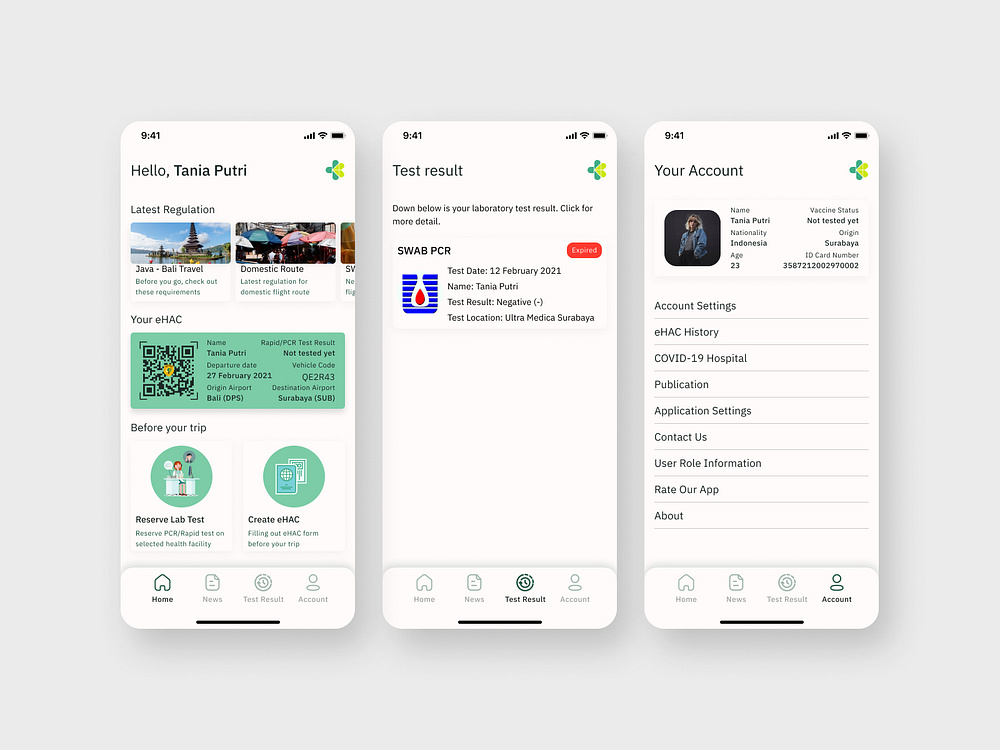 9:41
Hello, Tania Putri
Latest Regulation
Java - Bali Travel
Before you go, check out
these requirements
Domestic Route
Latest regulation for
domestic flight route
SW
Ne
flig
Your eHAC
Name
Rapid/PCR Test Result
Tania Putri
Not tested yet
Departure date
Vehicle Code
27 February 2021
QE2R43
Origin Airport
Destination Airport
Bali (DPS)
Surabaya (SUB)
Before your trip
Reserve Lab Test
Reserve PCR/Rapid test on
selected health facility
Create eHAC
Filling out eHAC form
before your trip
Home
News
Test Result
Account
9:41
Test result
Down below is your laboratory test result. Click for
more detail.
SWAB PCR
Expired
Test Date: 12 February 2021
Name: Tania Putri
Test Result: Negative (-)
Test Location: Ultra Medica Surabaya
Home
News
Test Result
Account
9:41
Your Account
Name
Vaccine Status
Tania Putri
Not tested yet
Nationality
Origin
Indonesia
Surabaya
Age
ID Card Number
23
3587212002970002
Account Settings
eHAC History
COVID-19 Hospital
Publication
Application Settings
Contact Us
User Role Information
Rate Our App
About
Home
News
Test Result
Account